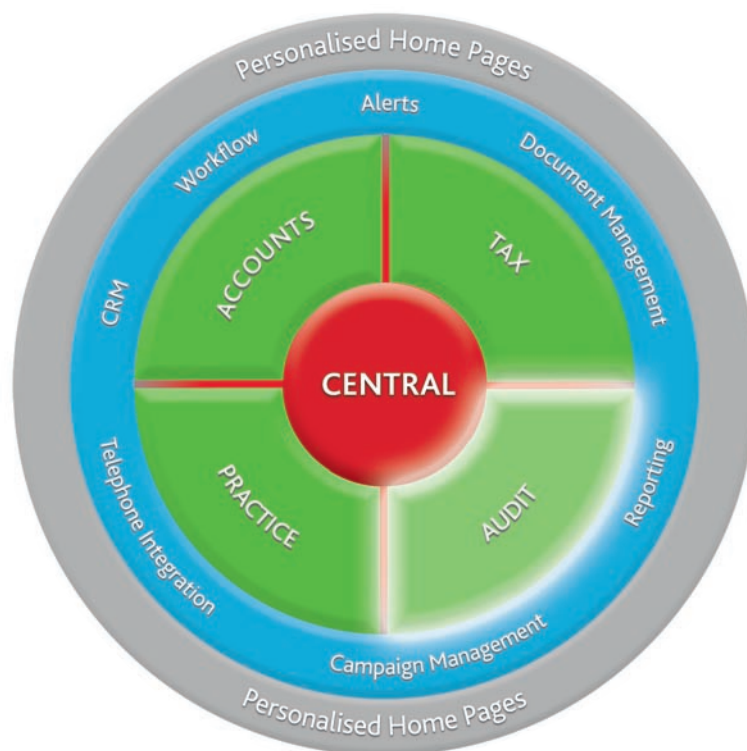 Personalised Home Pages
Alerts
Workflow
Document Management
CRM
ACCOUNTS
TAX
CENTRAL
PRACTICE
AUDIT
Telephone Integration
Reporting
Campaign Management
Personalised Home Pages